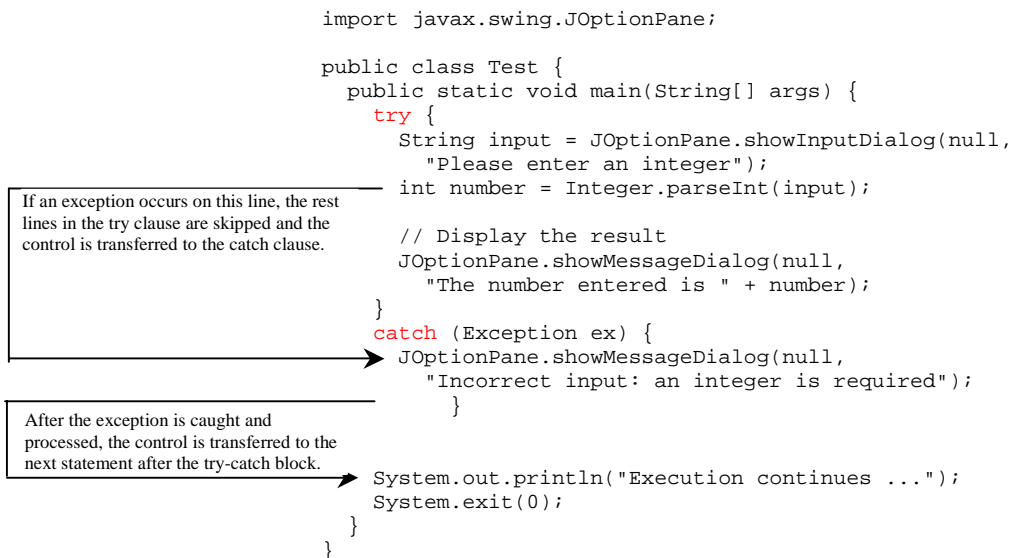 import javax.swing.JOptionPane;
public class Test {
public static void main(String[] args) {
try {
String input = JOptionPane.showInputDialog(null,
"Please enter an integer");
int number = Integer.parseInt(input);
If an exception occurs on this line, the rest
lines in the try clause are skipped and the
control is transferred to the catch clause.
// Display the result
JOptionPane.showMessageDialog(null,
"The number entered is " + number);
}
catch (Exception ex) {
JOptionPane.showMessageDialog(null,
"Incorrect input: an integer is required");
}
After the exception is caught and
processed, the control is transferred to the
next statement after the try-catch block.
System.out.println("Execution continues ...");
System.exit(0);
}
}